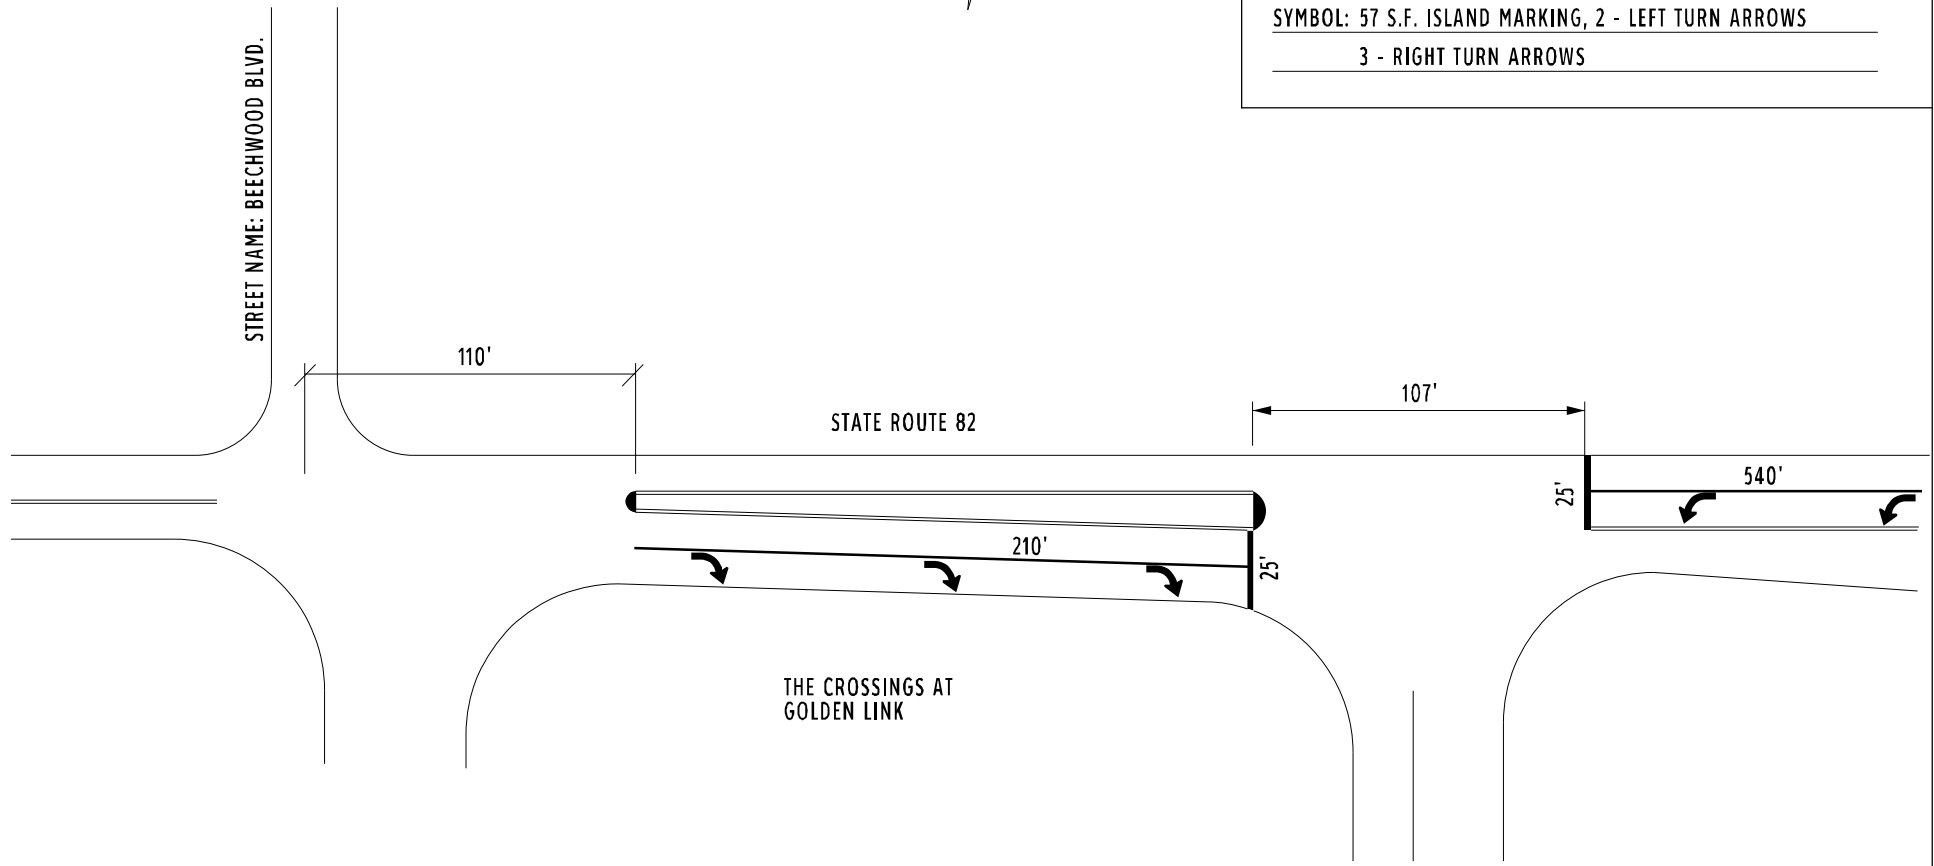 SYMBOL: 57 S.F. ISLAND MARKING, 2 - LEFT TURN ARROWS
3 - RIGHT TURN ARROWS
STREET NAME: BEECHWOOD BLVD.
110'
107'
STATE ROUTE 82
540'
25'
210'
25'
THE CROSSINGS AT
GOLDEN LINK